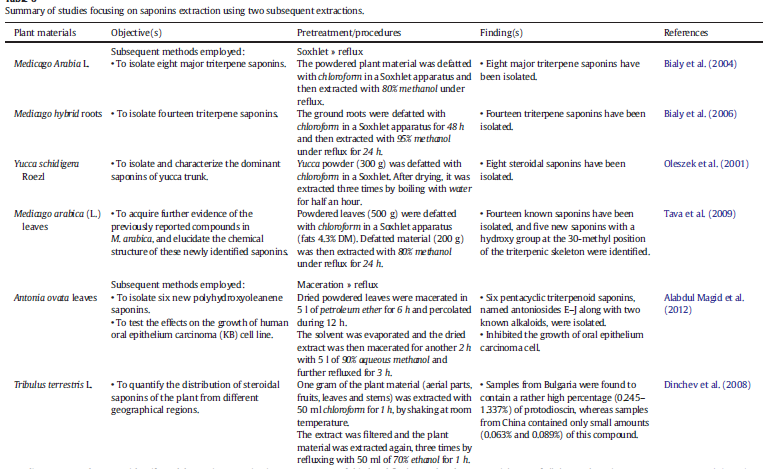 Summary of studies focusing on saponins extraction using two subsequent extractions.
Plant materials Objective(s) Pretreatment/procedures Finding(s) References
Subsequent methods employed: Soxhlet » reflux
Medicago Arabia L. • To isolate eight major triterpene saponins. The powdered plant material was defatted • Eight major triterpene saponins have Bialy et al. (2004)
with chloroform in a Soxhlet apparatus and been isolated.
then extracted with 80% methanol under
reflux.
Medicago hybrid roots • To isolate fourteen triterpene saponins. The ground roots were defatted with • Fourteen triterpene saponins have been Bialy et al. (2006)
chloroform in a Soxhlet apparatus for 48 h isolated.
and then extracted with 95% methanol
under reflux for 24 h.
Yucca schidigera • To isolate and characterize the dominant Yucca powder (300 g) was defatted with • Eight steroidal saponins have been Oleszek et al. (2001)
Roezl saponins of yucca trunk. chloroform in a Soxhlet. After drying, it was isolated.
extracted three times by boiling with water
for half an hour.
Medicago arabica (L.) • To acquire further evidence of the Powdered leaves (500 g) were defatted • Fourteen known saponins have been Tava et al. (2009)
leaves previously reported compounds in with chloroform in a Soxhlet apparatus isolated, and five new saponins with a
M. arabica, and elucidate the chemical (fats 4.3% DM). Defatted material (200 g) hydroxy group at the 30-methyl position
structure of these newly identified saponins. was then extracted with 80% methanol of the triterpenic skeleton were identified.
under reflux for 24 h.
Subsequent methods employed: Maceration » reflux
Antonia ovata leaves • To isolate six new polyhydroxyoleanene Dried powdered leaves were macerated in • Six pentacyclic triterpenoid saponins, Alabdul Magid et al.
saponins. 5 l of petroleum ether for 6 h and percolated named antoniosides E–J along with two (2012)
• To test the effects on the growth of human during 12 h. known alkaloids, were isolated.
oral epithelium carcinoma (KB) cell line. The solvent was evaporated and the dried • Inhibited the growth of oral epithelium
extract was then macerated for another 2 h carcinoma cell.
with 5 l of 90% aqueous methanol and
further refluxed for 3 h.
Tribulus terrestris L. • To quantify the distribution of steroidal One gram of the plant material (aerial parts, • Samples from Bulgaria were found to Dinchev et al. (2008)
saponins of the plant from different fruits, leaves and stems) was extracted with contain a rather high percentage (0.245–
geographical regions. 50 ml chloroform for 1 h, by shaking at room 1.337%) of protodioscin, whereas samples
temperature. from China contained only small amounts
The extract was filtered and the plant (0.063% and 0.089%) of this compound.
material was extracted again, three times by
refluxing with 50 ml of 70% ethanol for 1 h.